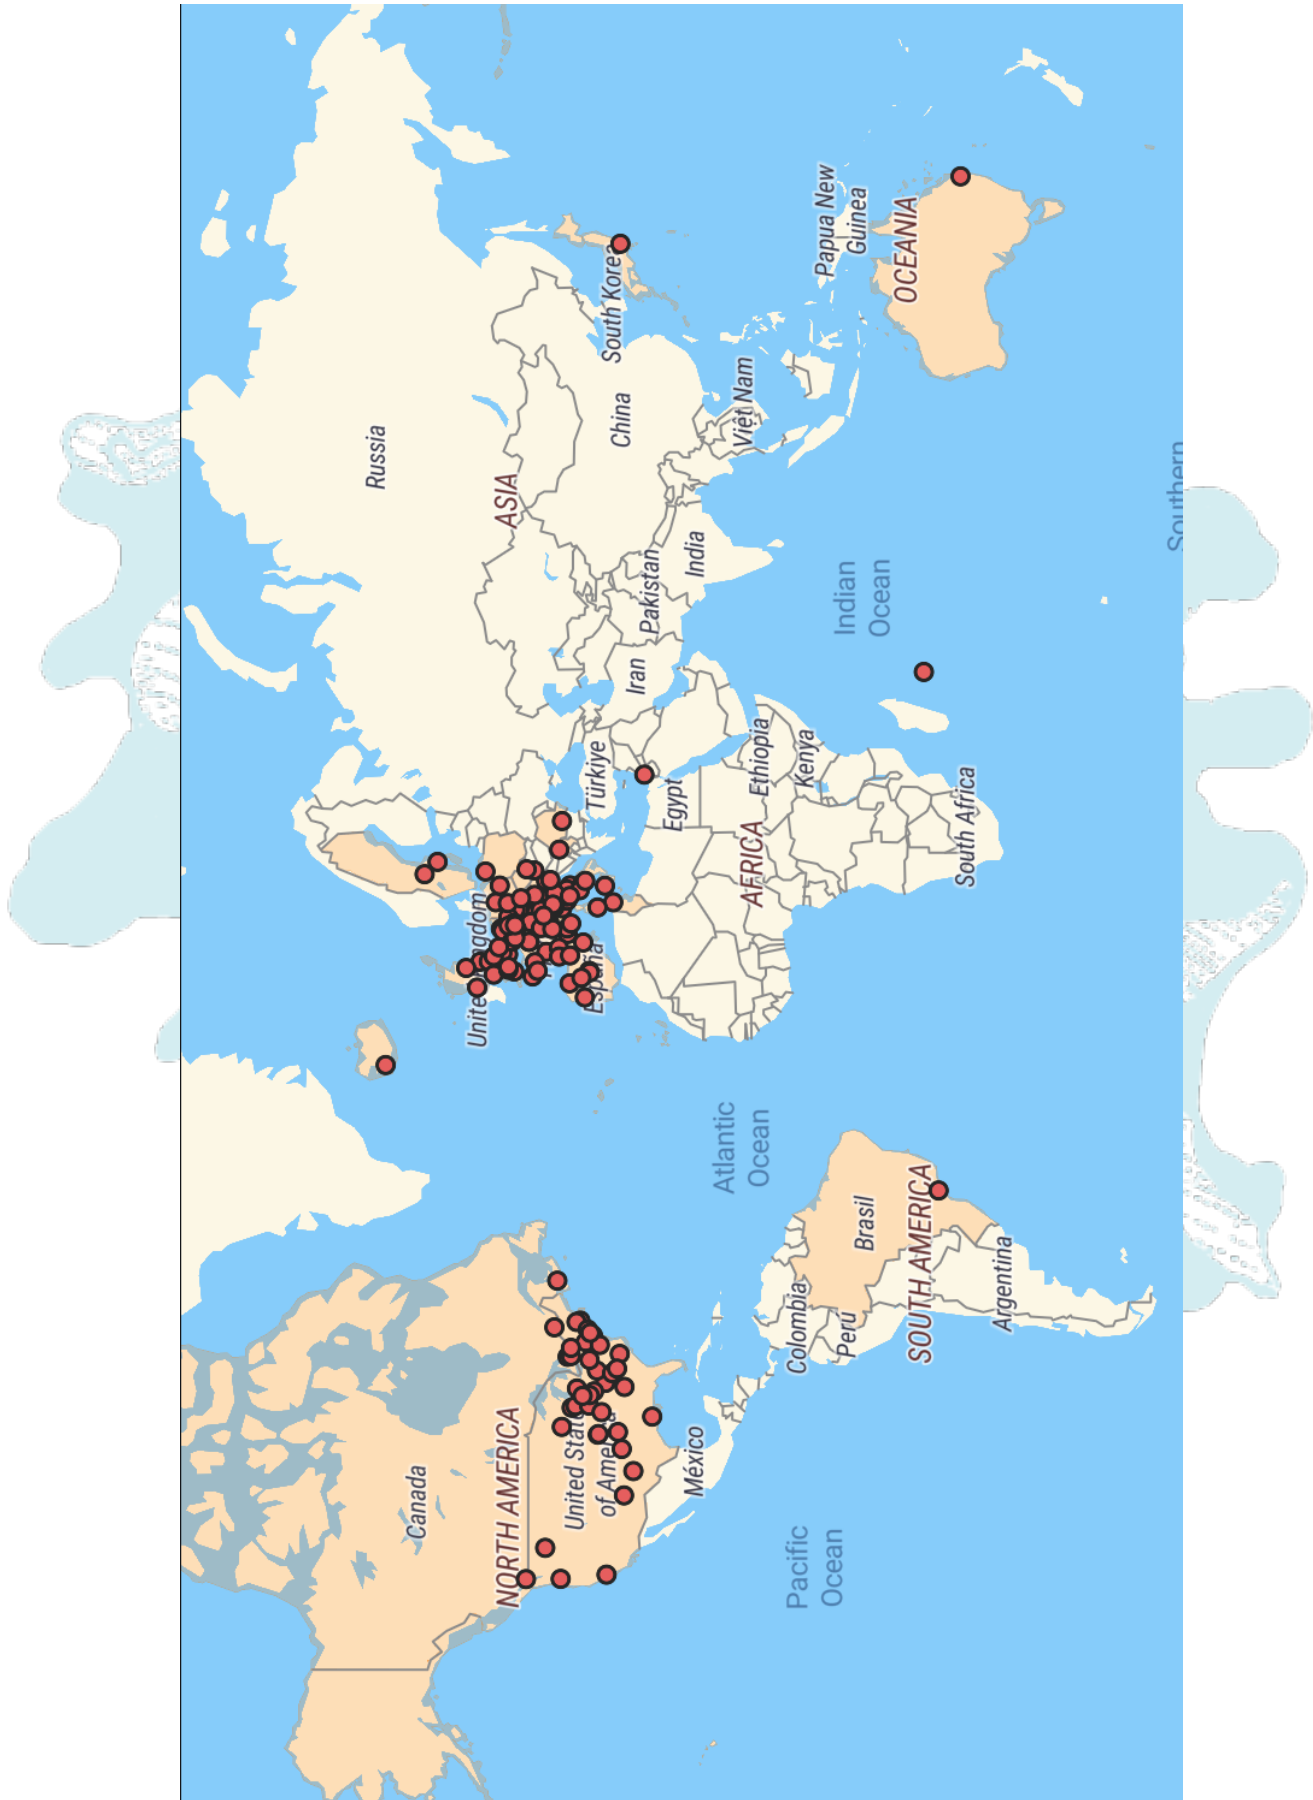 Russia
Canada
United Kingdom
NORTH AMERICA
ASIA
United States
of America
España
Türkiye
South Korea
China
Iran
Pakistan
México
Egypt
India
Atlantic
Ocean
AFRICA
Ethiopia
Việt Nam
Pacific
Ocean
Colombia
Kenya
Papua New
Guinea
Perú
Brasil
Indian
Ocean
OCEANIA
SOUTH AMERICA
South Africa
Argentina
Southern